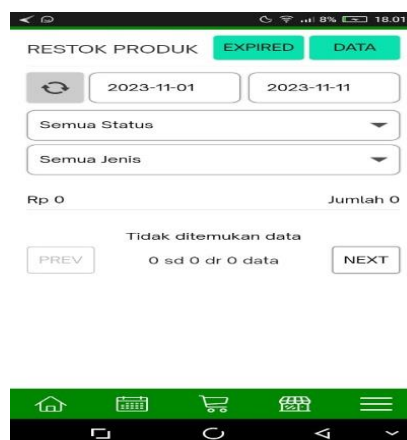 8% 18.01
RESTOK PRODUK EXPIRED DATA
2023-11-01 2023-11-11
Semua Status
Semua Jenis
Rp 0 Jumlah 0
Tidak ditemukan data
PREV 0 sd 0 dr 0 data NEXT